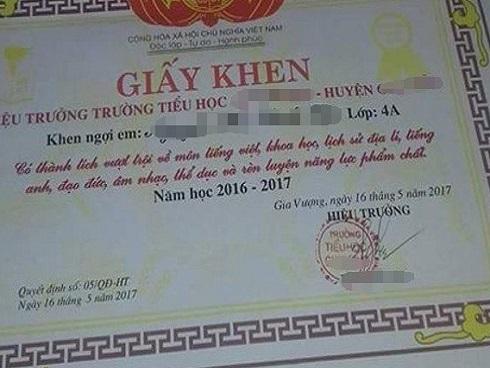 CỘNG HÒA XÃ HỘI CHỦ NGHĨA VIỆT NAM
Độc lập - Tự do - Hạnh phúc
GIẤY KHEN
TRƯỞNG TRƯỜNG TIỂU HỌC - HUYỆN
Khen ngợi em: Lớp: 4A
Có thành tích vượt trội về môn tiếng việt, khoa học, lịch sử địa lí, tiếng
anh, đạo đức, âm nhạc, thể dục và rèn luyện năng lực phẩm chất.
Năm học 2016 - 2017
Gia Vượng, ngày 16 tháng 5 năm 2017
HIỆU TRƯỞNG
TRƯỜNG
TIỂU HỌC
Quyết định số: 05/QĐ-HT
Ngày 16 tháng 5 năm 2017